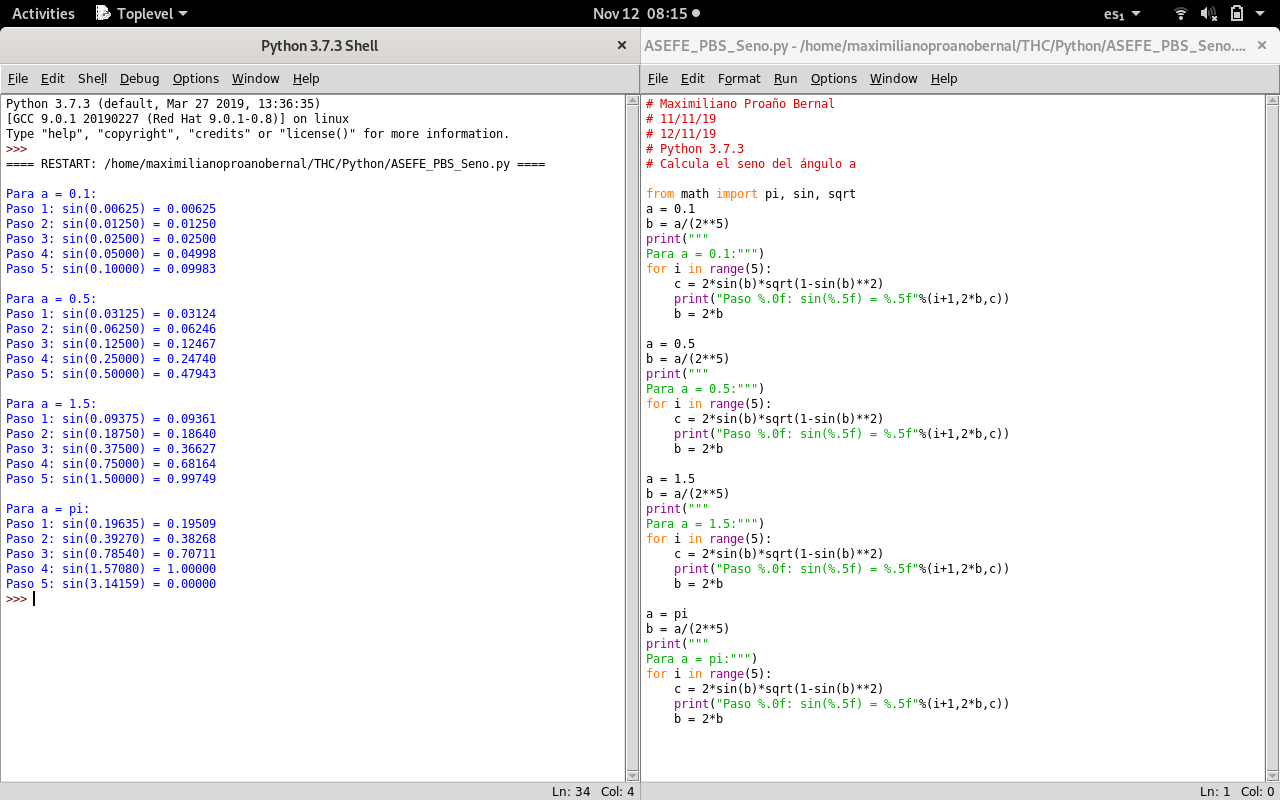 Activities Toplevel Nov 12 08:15 es₁
Python 3.7.3 Shell
File Edit Shell Debug Options Window Help
Python 3.7.3 (default, Mar 27 2019, 13:36:35)
[GCC 9.0.1 20190227 (Red Hat 9.0.1-0.8)] on linux
Type "help", "copyright", "credits" or "license()" for more information.
>>>
==== RESTART: /home/maximilianoproanobernal/THC/Python/ASEFE_PBS_Seno.py ====

Para a = 0.1:
Paso 1: sin(0.00625) = 0.00625
Paso 2: sin(0.01250) = 0.01250
Paso 3: sin(0.02500) = 0.02500
Paso 4: sin(0.05000) = 0.04998
Paso 5: sin(0.10000) = 0.09983

Para a = 0.5:
Paso 1: sin(0.03125) = 0.03124
Paso 2: sin(0.06250) = 0.06246
Paso 3: sin(0.12500) = 0.12467
Paso 4: sin(0.25000) = 0.24740
Paso 5: sin(0.50000) = 0.47943

Para a = 1.5:
Paso 1: sin(0.09375) = 0.09361
Paso 2: sin(0.18750) = 0.18640
Paso 3: sin(0.37500) = 0.36627
Paso 4: sin(0.75000) = 0.68164
Paso 5: sin(1.50000) = 0.99749

Para a = pi:
Paso 1: sin(0.19635) = 0.19509
Paso 2: sin(0.39270) = 0.38268
Paso 3: sin(0.78540) = 0.70711
Paso 4: sin(1.57080) = 1.00000
Paso 5: sin(3.14159) = 0.00000
>>>
Ln: 34 Col: 4
ASEFE_PBS_Seno.py - /home/maximilianoproanobernal/THC/Python/ASEFE_PBS_Seno....
File Edit Format Run Options Window Help
# Maximiliano Proaño Bernal
# 11/11/19
# 12/11/19
# Python 3.7.3
# Calcula el seno del ángulo a

from math import pi, sin, sqrt
a = 0.1
b = a/(2**5)
print("""
Para a = 0.1:""")
for i in range(5):
    c = 2*sin(b)*sqrt(1-sin(b)**2)
    print("Paso %.0f: sin(%.5f) = %.5f"%(i+1,2*b,c))
    b = 2*b

a = 0.5
b = a/(2**5)
print("""
Para a = 0.5:""")
for i in range(5):
    c = 2*sin(b)*sqrt(1-sin(b)**2)
    print("Paso %.0f: sin(%.5f) = %.5f"%(i+1,2*b,c))
    b = 2*b

a = 1.5
b = a/(2**5)
print("""
Para a = 1.5:""")
for i in range(5):
    c = 2*sin(b)*sqrt(1-sin(b)**2)
    print("Paso %.0f: sin(%.5f) = %.5f"%(i+1,2*b,c))
    b = 2*b

a = pi
b = a/(2**5)
print("""
Para a = pi:""")
for i in range(5):
    c = 2*sin(b)*sqrt(1-sin(b)**2)
    print("Paso %.0f: sin(%.5f) = %.5f"%(i+1,2*b,c))
    b = 2*b
Ln: 1 Col: 0